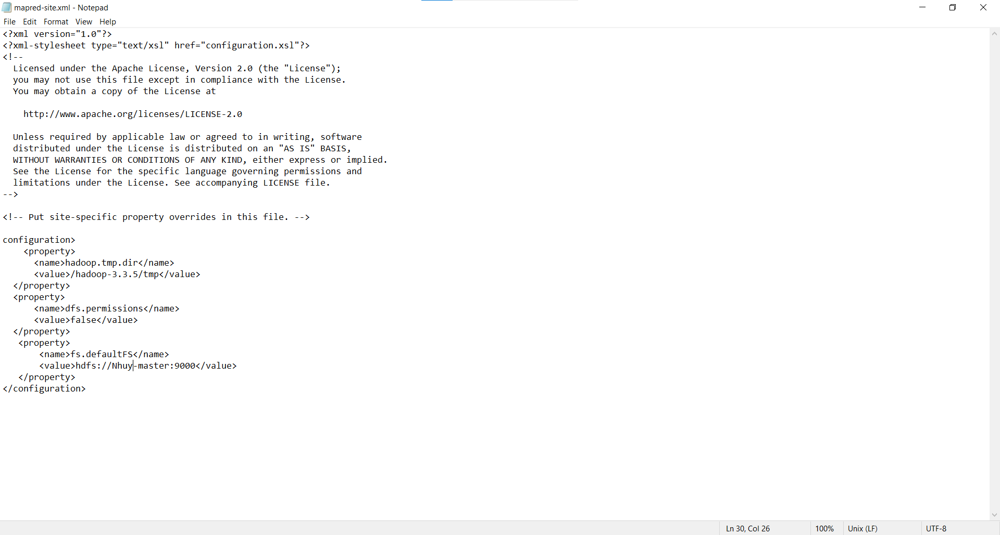 mapred-site.xml - Notepad
File Edit Format View Help
<?xml version="1.0"?>
<?xml-stylesheet type="text/xsl" href="configuration.xsl"?>
<!--
  Licensed under the Apache License, Version 2.0 (the "License");
  you may not use this file except in compliance with the License.
  You may obtain a copy of the License at

    http://www.apache.org/licenses/LICENSE-2.0

  Unless required by applicable law or agreed to in writing, software
  distributed under the License is distributed on an "AS IS" BASIS,
  WITHOUT WARRANTIES OR CONDITIONS OF ANY KIND, either express or implied.
  See the License for the specific language governing permissions and
  limitations under the License. See accompanying LICENSE file.
-->

<!-- Put site-specific property overrides in this file. -->

configuration>
    <property>
      <name>hadoop.tmp.dir</name>
      <value>/hadoop-3.3.5/tmp</value>
  </property>
  <property>
      <name>dfs.permissions</name>
      <value>false</value>
  </property>
   <property>
       <name>fs.defaultFS</name>
       <value>hdfs://Nhuy-master:9000</value>
   </property>
</configuration>
Ln 30, Col 26 100% Unix (LF) UTF-8